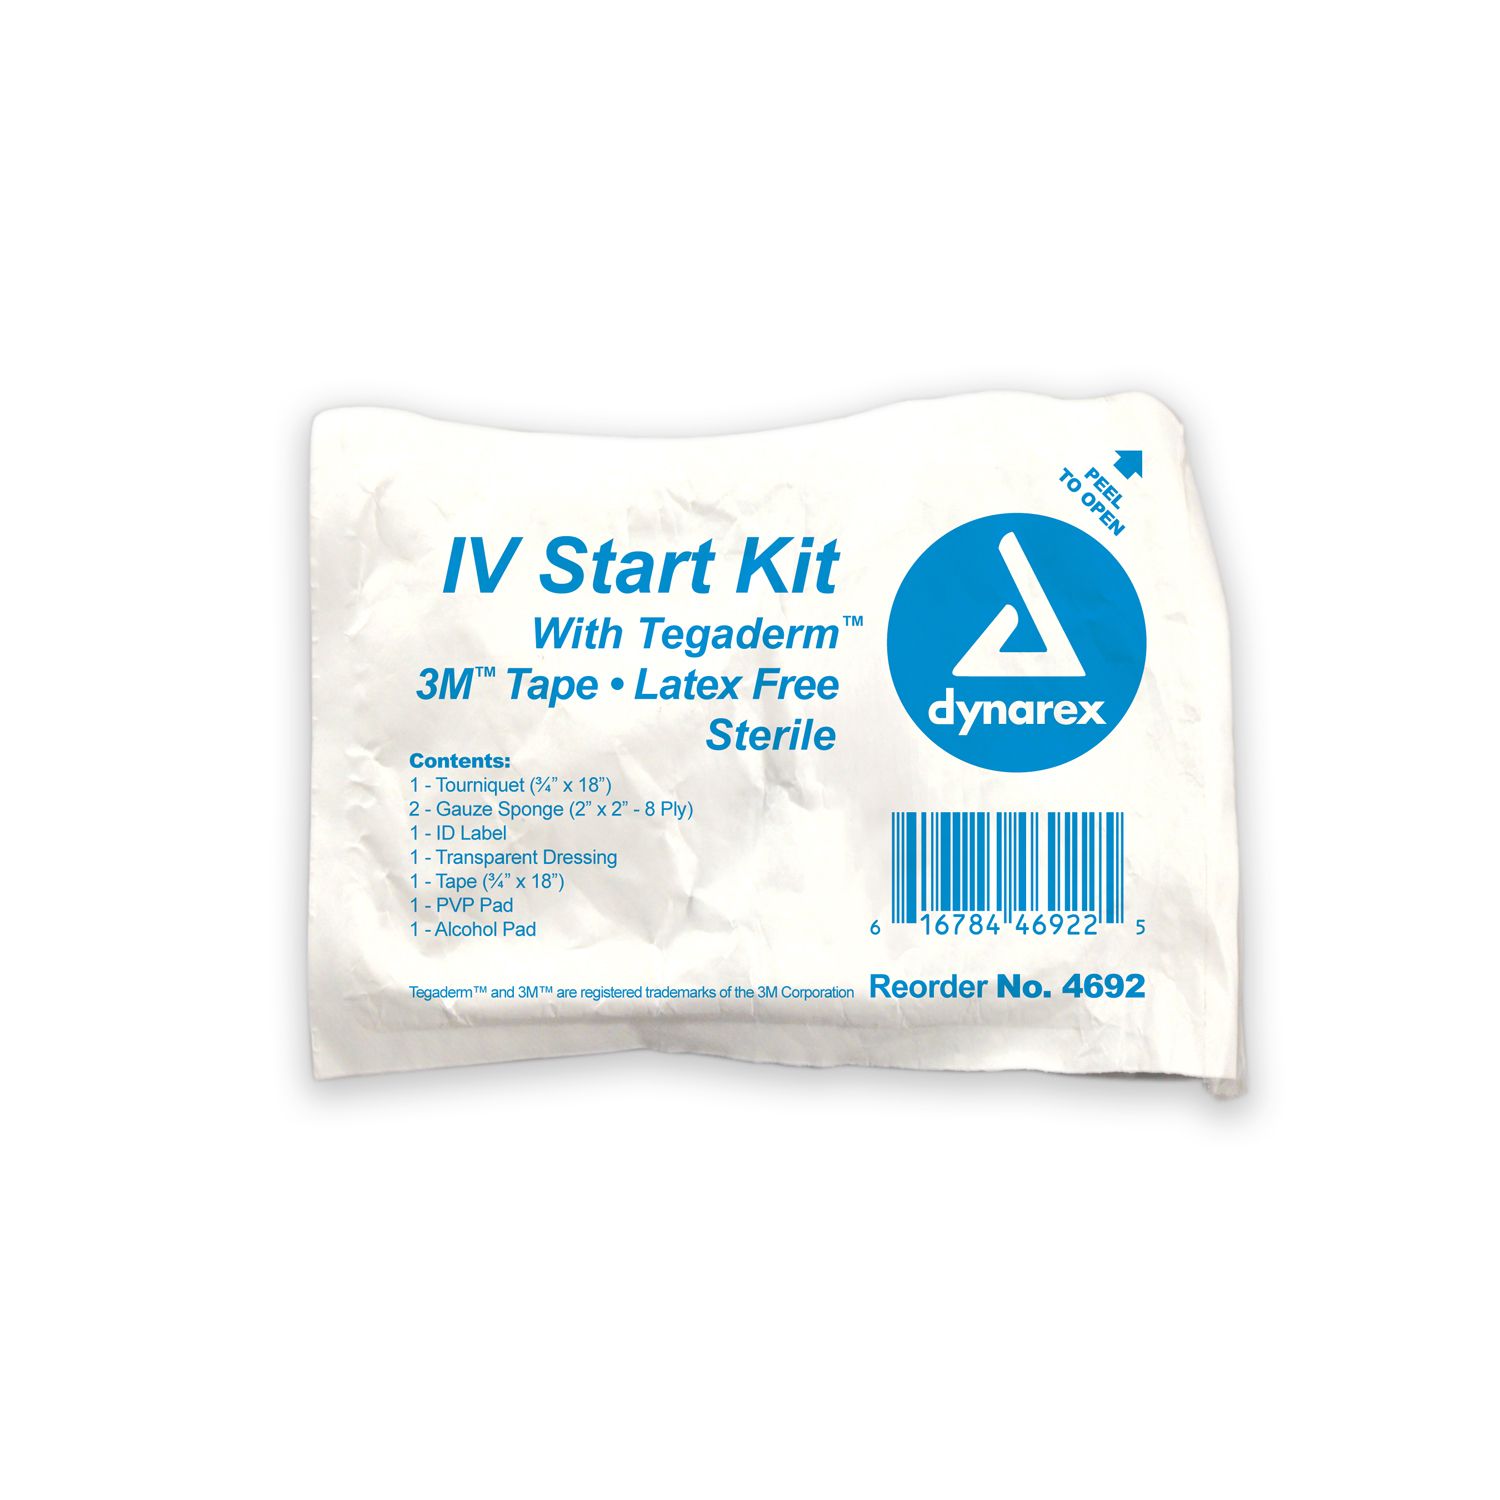 PEEL
TO OPEN
IV Start Kit
With Tegaderm™
3M™ Tape • Latex Free
Sterile
dynarex
Contents:
1 - Tourniquet (¾” x 18”)
2 - Gauze Sponge (2” x 2” - 8 Ply)
1 - ID Label
1 - Transparent Dressing
1 - Tape (¾” x 18”)
1 - PVP Pad
1 - Alcohol Pad
6 16784 46922 5
Tegaderm™ and 3M™ are registered trademarks of the 3M Corporation
Reorder No. 4692